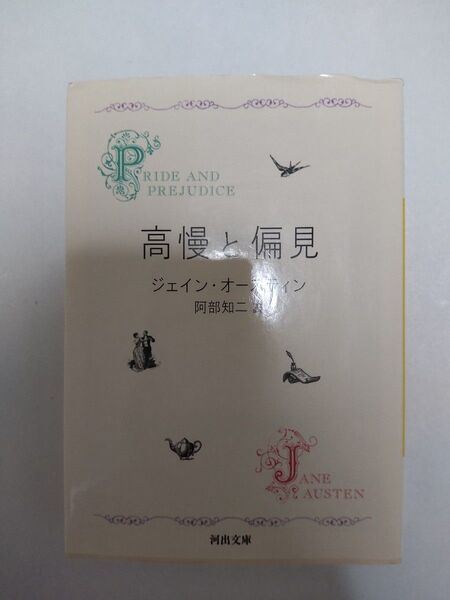 PRIDE AND
PREJUDICE
高慢と偏見
ジェイン・オースティン
阿部知二 訳
JANE
AUSTEN
河出文庫